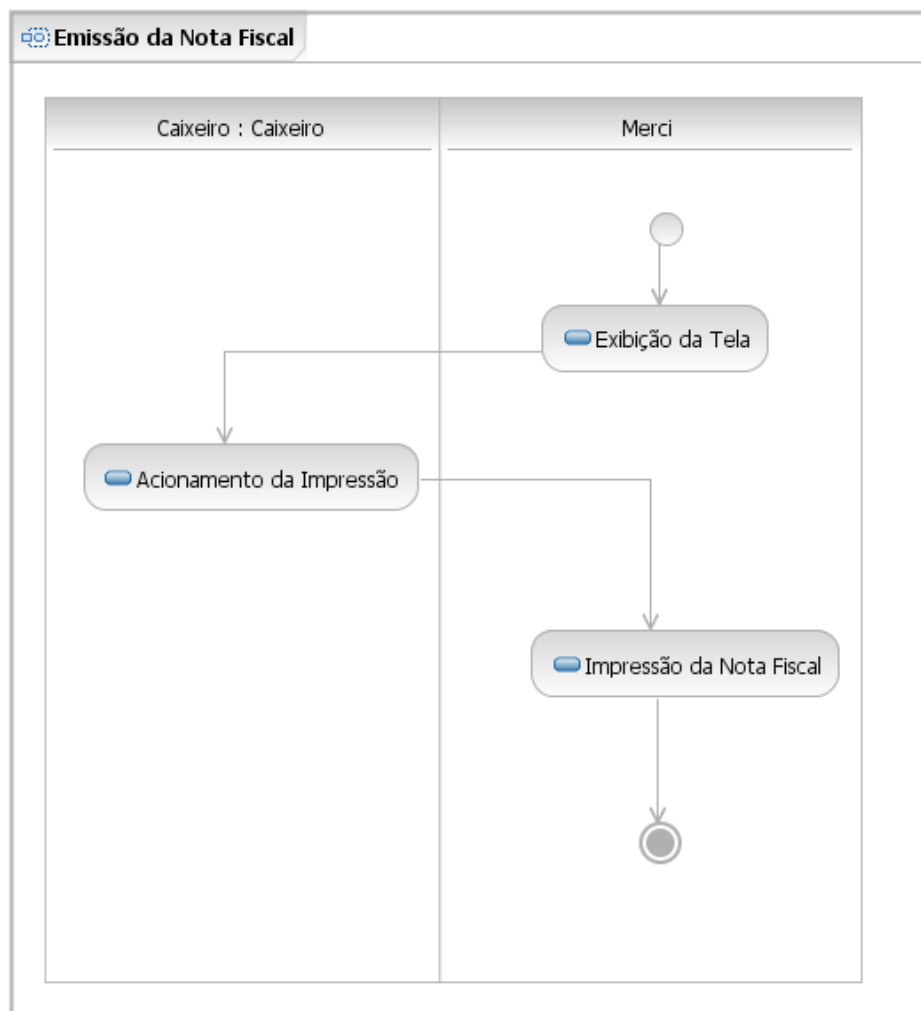 Emissão da Nota Fiscal
Caixeiro : Caixeiro
Merci
Exibição da Tela
Acionamento da Impressão
Impressão da Nota Fiscal